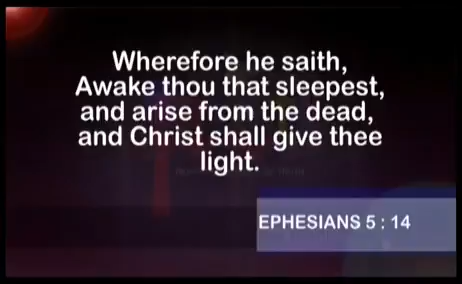 Wherefore he saith,
Awake thou that sleepest,
and arise from the dead,
and Christ shall give thee
light.
EPHESIANS 5 : 14